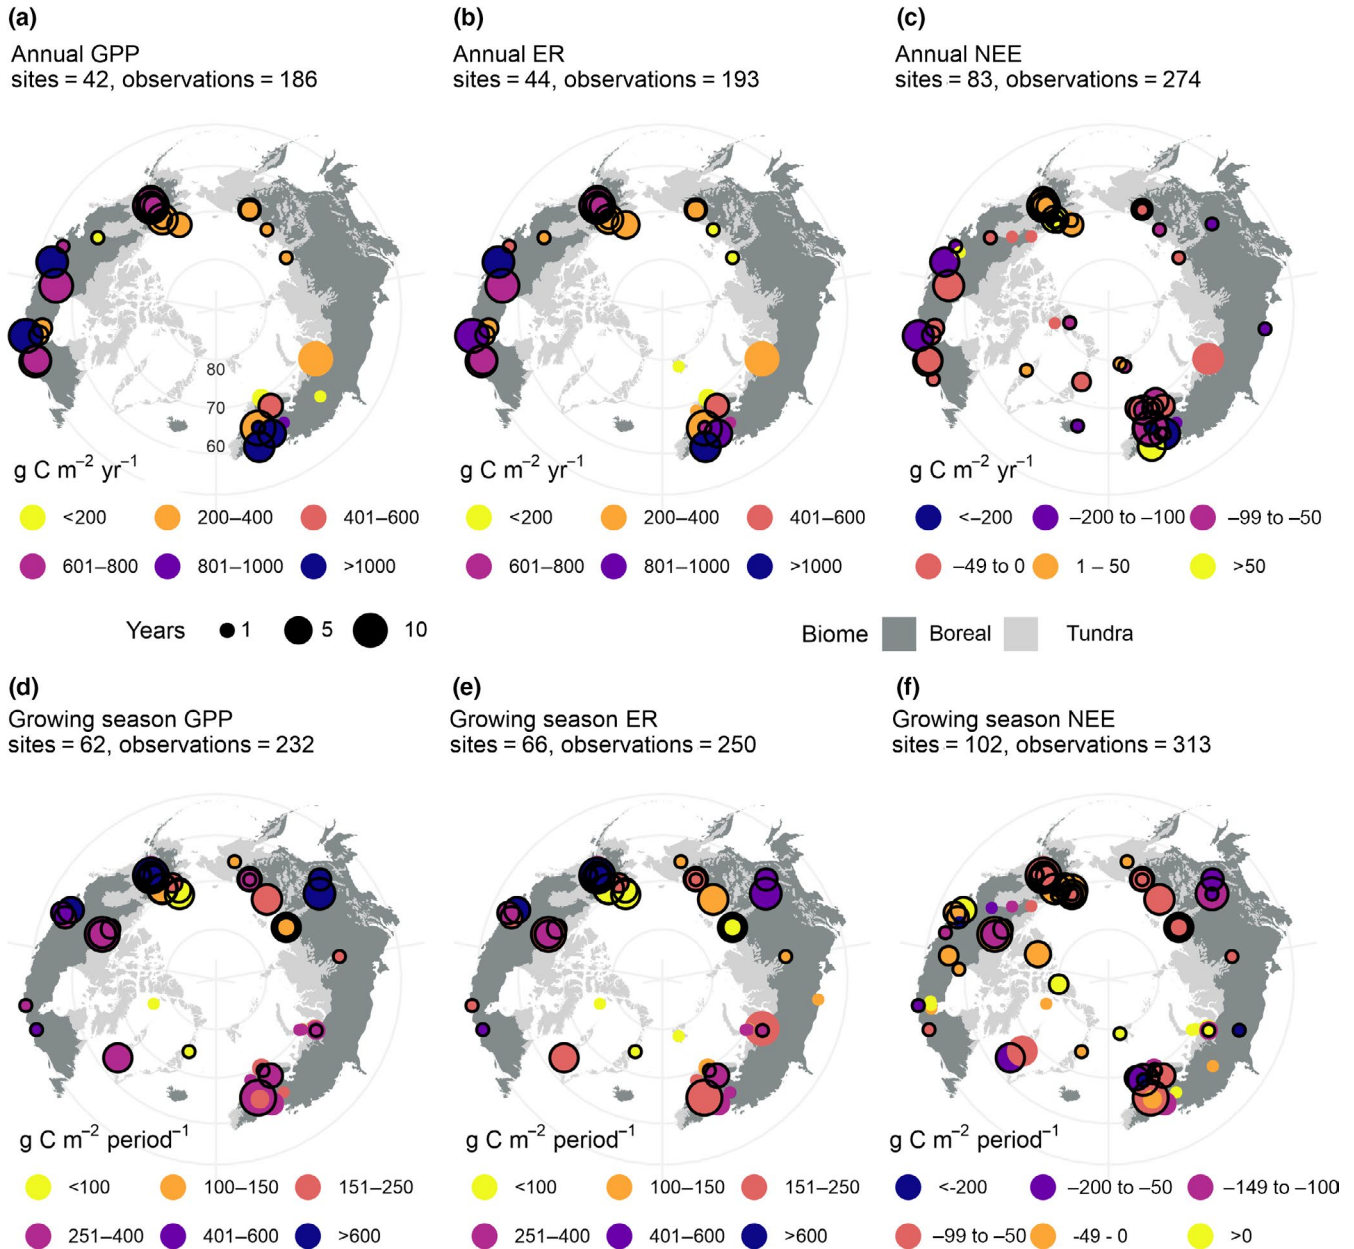 (a)
Annual GPP
sites = 42, observations = 186
(b)
Annual ER
sites = 44, observations = 193
(c)
Annual NEE
sites = 83, observations = 274
80
70
60
g C m⁻² yr⁻¹
<200
200–400
401–600
601–800
801–1000
>1000
g C m⁻² yr⁻¹
<200
200–400
401–600
601–800
801–1000
>1000
g C m⁻² yr⁻¹
<–200
–200 to –100
–99 to –50
–49 to 0
1 – 50
>50
Years 1 5 10
Biome Boreal Tundra
(d)
Growing season GPP
sites = 62, observations = 232
(e)
Growing season ER
sites = 66, observations = 250
(f)
Growing season NEE
sites = 102, observations = 313
g C m⁻² period⁻¹
<100
100–150
151–250
251–400
401–600
>600
g C m⁻² period⁻¹
<100
100–150
151–250
251–400
401–600
>600
g C m⁻² period⁻¹
<-200
–200 to –50
–149 to –100
–99 to –50
-49 - 0
>0